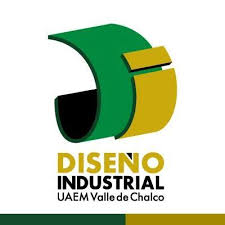 DISEÑO
INDUSTRIAL
UAEM Valle de Chalco